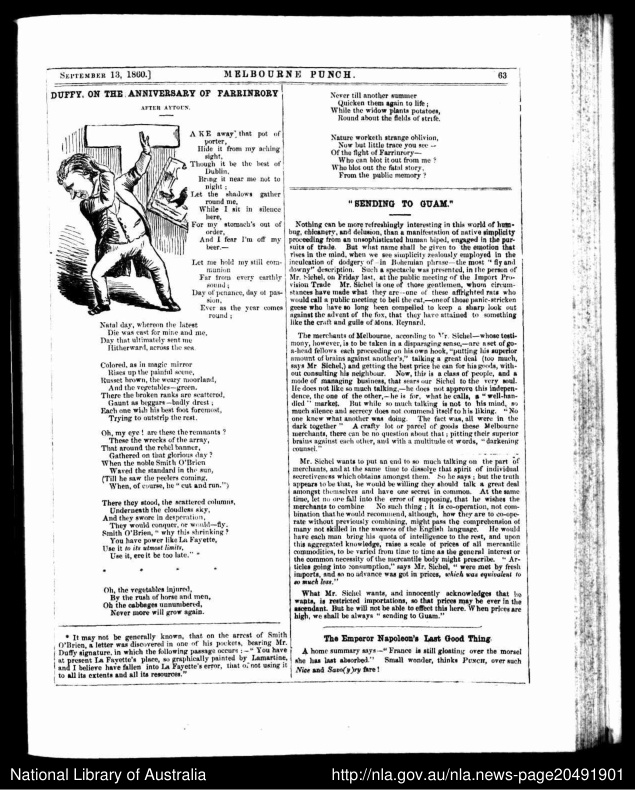 SEPTEMBER 13, 1860.]
MELBOURNE PUNCH.
63
DUFFY. ON THE ANNIVERSARY OF FARRINRORY
AFTER AYTOUN.
AKE away that pot of
porter,
Hide it from my aching
sight,
Though it be the best of
Dublin,
Bring it near me not to
night;
Let the shadows gather
round me,
While I sit in silence
here,
For my stomach's out of
order,
And I fear I'm off my
beer.—
Let me hold my still com-
munion
Far from every earthly
sound;
Day of penance, day of pas-
sion,
Ever as the year comes
round;
Natal day, whereon the latest
Die was cast for mine and me,
Day that ultimately sent me
Hitherward, across the sea.
Colored, as in magic mirror
Rises up the mournful scene,
Russet brown, the weary moorland,
And the vegetables—green.
There the broken ranks are scattered,
Gaunt as beggars—badly drest;
Each one with his best foot foremost,
Trying to outstrip the rest.
Oh, my eye! are these the remnants?
These the wrecks of the array,
That around the rebel banner,
Gathered on that glorious day?
When the noble Smith O'Brien
Waved the standard in the sun,
(Till he saw the peelers coming,
When, of course, he "cut and run.")
There they stood, the scattered columns,
Underneath the cloudless sky,
And they swore in desperation,
They would conquer, or would—fly.
Smith O'Brien, "why this shrinking?
You have power like La Fayette,
Use it to its utmost limits,
Use it, ere it be too late." *
* * * *
Oh, the vegetables injured,
By the rush of horse and men,
Oh the cabbages unnumbered,
Never more will grow again.
* It may not be generally known, that on the arrest of Smith
O'Brien, a letter was discovered in one of his pockets, bearing Mr.
Duffy signature, in which the following passage occurs:—"You have
at present La Fayette's place, so graphically painted by Lamartine,
and I believe have fallen into La Fayette's error, that of not using it
to all its extents and all its resources."
Never till another summer
Quicken them again to life;
While the widow plants potatoes,
Round about the fields of strife.
Nature worketh strange oblivion,
Now but little trace you see—
Of the fight of Farrinrory—
Who can blot it out from me?
Who blot out the fatal story,
From the public memory?
"SENDING TO GUAM."
Nothing can be more refreshingly interesting in this world of hum-
bug, chicanery, and delusion, than a manifestation of native simplicity
proceeding from an unsophisticated human biped, engaged in the pur-
suits of trade. But what name shall be given to the emotion that
rises in the mind, when we see simplicity zealously employed in the
inculcation of dodgery of—in Bohemian phrase—the most "fly and
downy" description. Such a spectacle was presented, in the person of
Mr. Sichel, on Friday last, at the public meeting of the Import Pro-
vision Trade Mr. Sichel is one of those gentlemen, whom circum-
stances have made what they are—one of these affrighted rats who
would call a public meeting to bell the cat,—one of those panic-stricken
geese who have so long been compelled to keep a sharp look out
against the advent of the fox, that they have attained to something
like the craft and guile of Mons. Reynard.
The merchants of Melbourne, according to Mr. Sichel—whose testi-
mony, however, is to be taken in a disparaging sense,—are a set of go-
a-head fellows each proceeding on his own hook, "putting his superior
amount of brains against another's," talking a great deal (too much,
says Mr Sichel,) and getting the best price he can for his goods, with-
out consulting his neighbour. Now, this is a class of people, and a
mode of managing business, that sears our Sichel to the very soul.
He does not like so much talking,—he does not approve this indepen-
dence, the one of the other,—he is for, what he calls, a "well-han-
dled" market. But while so much talking is not to his mind, so
much silence and secrecy does not commend itself to his liking. "No
one knew what another was doing. The fact was, all were in the
dark together" A crafty lot or parcel of goods these Melbourne
merchants, there can be no question about that; pitting their superior
brains against each other, and with a multitude of words, "darkening
counsel."
Mr. Sichel wants to put an end to so much talking on the part of
merchants, and at the same time to dissolve that spirit of individual
secretiveness which obtains amongst them. So he says; but the truth
appears to be that, he would be willing they should talk a great deal
amongst themselves and have one secret in common. At the same
time, let no one fall into the error of supposing, that he wishes the
merchants to combine No such thing; it is co-operation, not com-
bination that he would recommend, although, how they are to co-ope-
rate without previously combining, might pass the comprehension of
many not skilled in the nuances of the English language. He would
have each man bring his quota of intelligence to the rest, and upon
this aggregated knowledge, raise a scale of prices of all mercantile
commodities, to be varied from time to time as the general interest or
the common necessity of the mercantile body might prescribe. "Ar-
ticles going into consumption," says Mr. Sichel, "were met by fresh
imports, and so no advance was got in prices, which was equivalent to
so much loss."
What Mr. Sichel wants, and innocently acknowledges that he
wants, is restricted importations, so that prices may be ever in the
ascendant. But he will not be able to effect this here. When prices are
high, we shall be always "sending to Guam."
The Emperor Napoleon's Last Good Thing.
A home summary says—"France is still gloating over the morsel
she has last absorbed." Small wonder, thinks PUNCH, over such
Nice and Savo(y)ry fare!
National Library of Australia
http://nla.gov.au/nla.news-page20491901